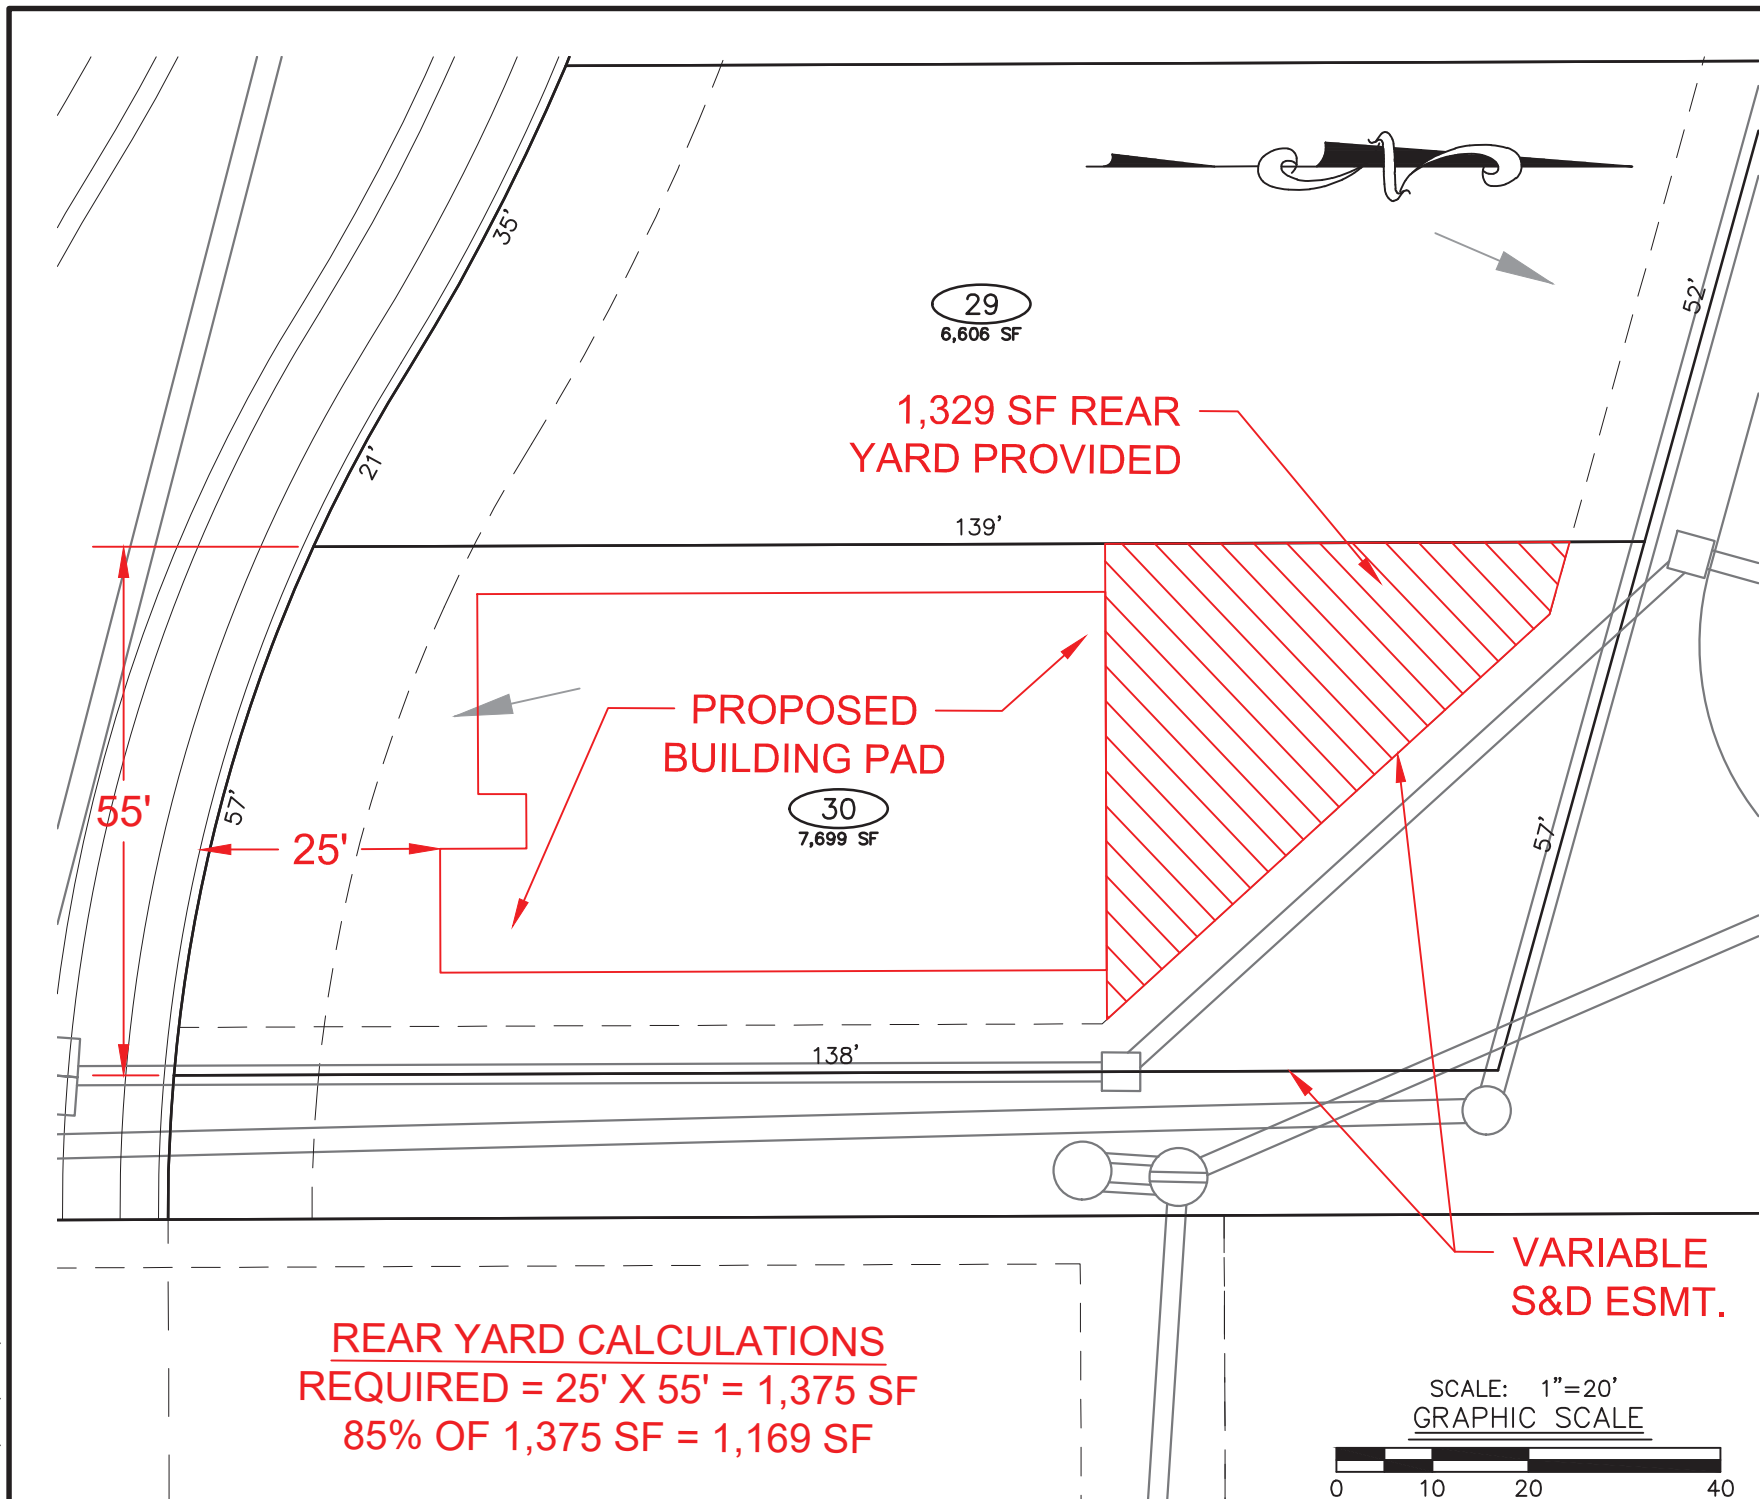 35'
29
6,606 SF
52'
1,329 SF REAR
YARD PROVIDED
21'
139'
PROPOSED
BUILDING PAD
30
7,699 SF
55'
57'
25'
57'
138'
VARIABLE
S&D ESMT.
REAR YARD CALCULATIONS
REQUIRED = 25' X 55' = 1,375 SF
85% OF 1,375 SF = 1,169 SF
SCALE: 1"=20'
GRAPHIC SCALE
0 10 20 40